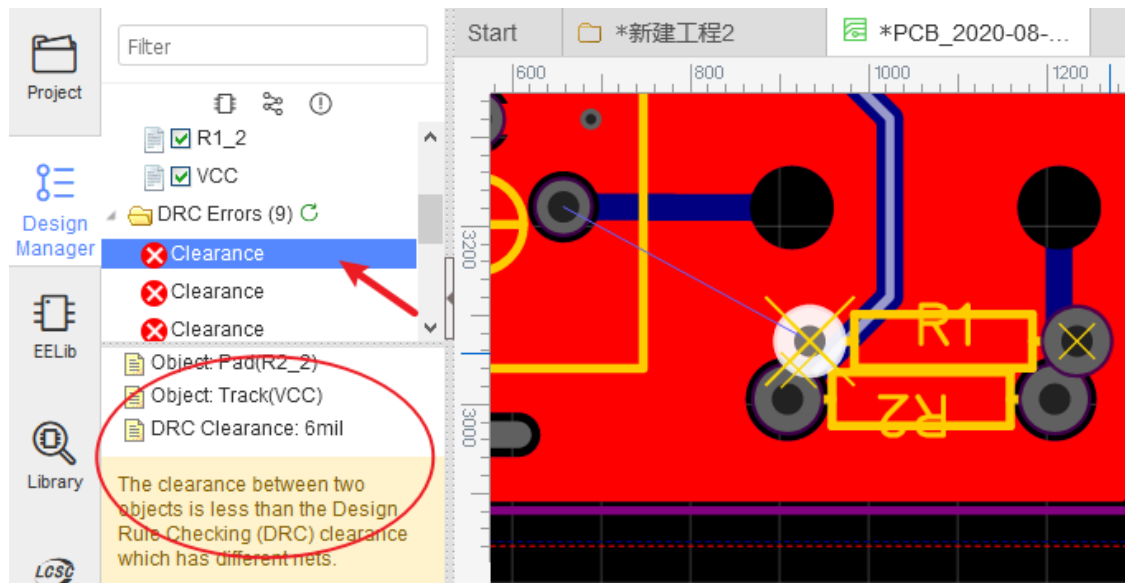 Start
*新建工程2
*PCB_2020-08-...
Filter
Project
600
800
1000
1200
R1_2
VCC
DRC Errors (9)
Design
Manager
Clearance
Clearance
Clearance
3200
3000
EELib
Object: Pad(R2_2)
Object: Track(VCC)
DRC Clearance: 6mil
R1
R2
Library
The clearance between two
objects is less than the Design
Rule Checking (DRC) clearance
which has different nets.
LCSC